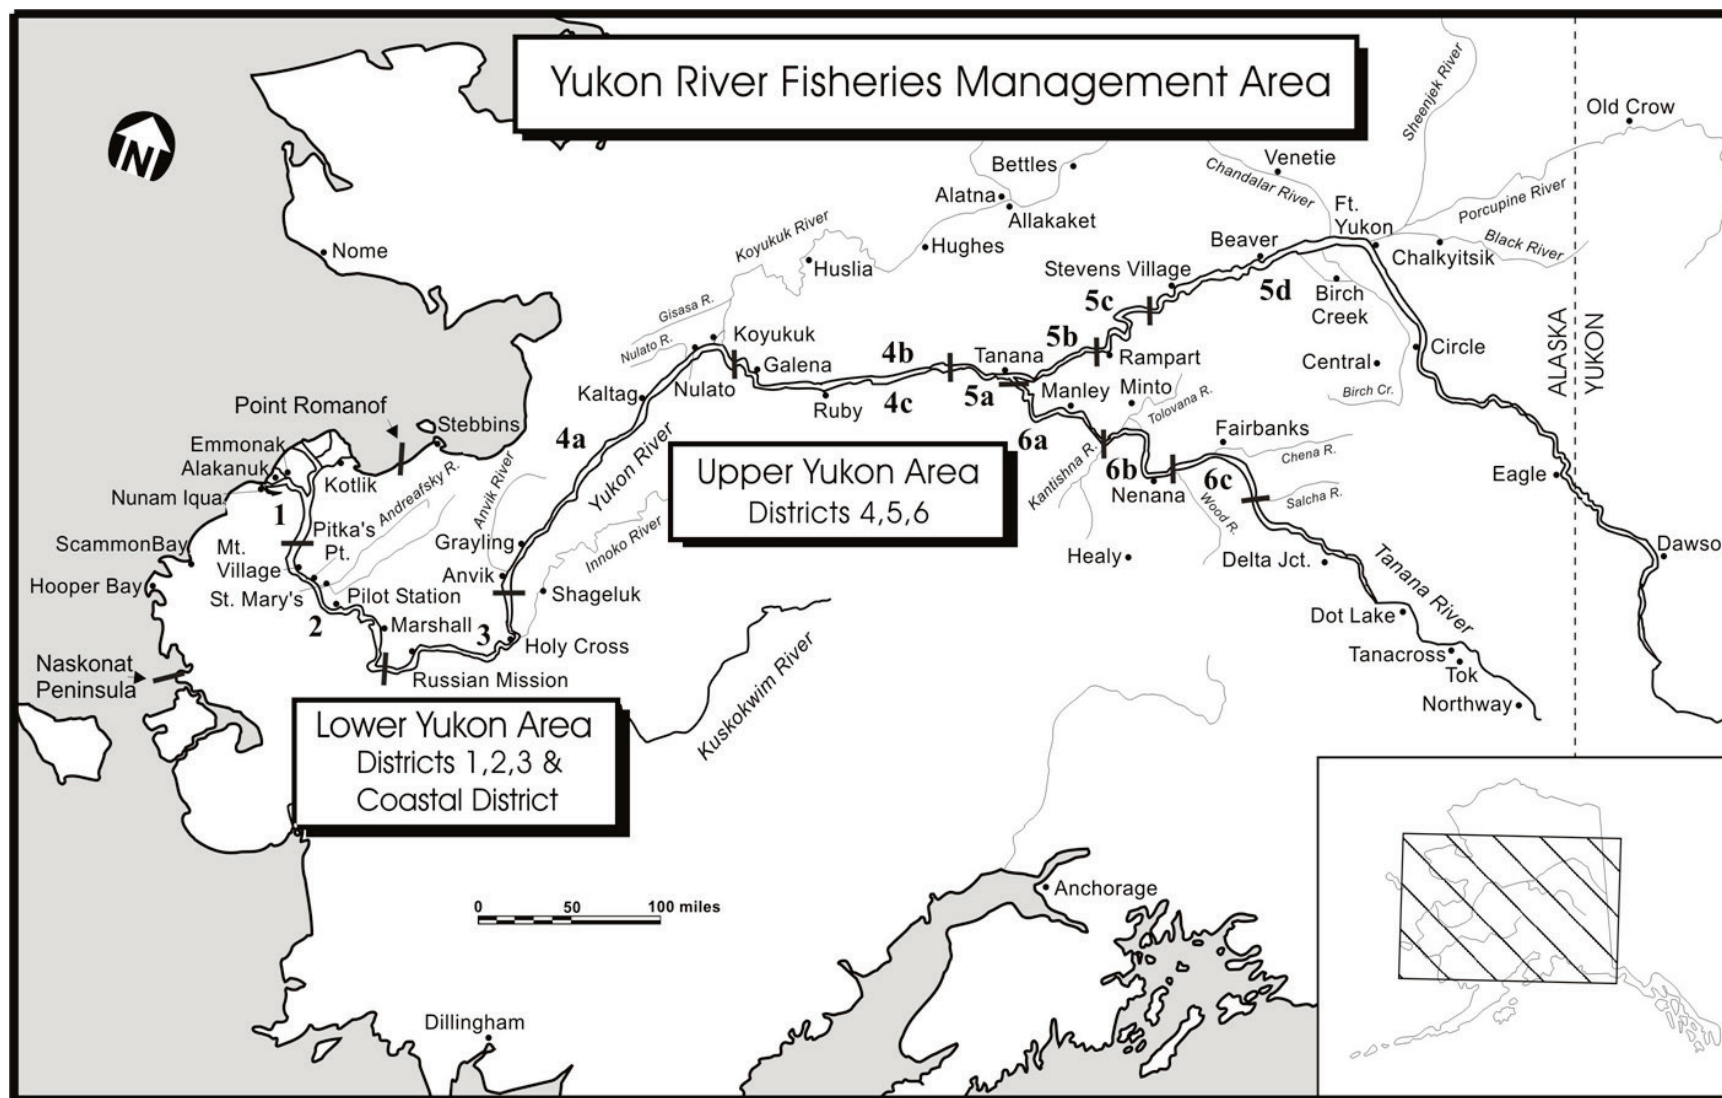 Yukon River Fisheries Management Area
N
Sheenjek River
Old Crow
Bettles
Venetie
Chandalar River
Alatna
Allakaket
Ft.
Yukon
Porcupine River
Koyukuk River
Hughes
Beaver
Black River
Chalkyitsik
Nome
Huslia
Stevens Village
5c
5d
Birch
Creek
Gisasa R.
Nulato R.
Koyukuk
5b
ALASKA
YUKON
4b
Tanana
Rampart
Central
Circle
Galena
Nulato
Kaltag
Ruby
4c
5a
Manley
Minto
Tolovana R.
Birch Cr.
Point Romanof
Stebbins
4a
6a
Fairbanks
Chena R.
Emmonak
Alakanuk
Nunam Iqua
Kotlik
Andreafsky R.
Anvik River
Yukon River
Upper Yukon Area
Districts 4,5,6
Kantishna R.
6b
Nenana
6c
Salcha R.
Wood R.
Eagle
1
Pitka's
Pt.
Innoko River
ScammonBay
Mt.
Village
Grayling
Healy
Delta Jct.
Tanana River
Dawso
Hooper Bay
St. Mary's
Anvik
Shageluk
Pilot Station
2
Marshall
3
Holy Cross
Dot Lake
Naskonat
Peninsula
Russian Mission
Kuskokwim River
Tanacross
Tok
Northway
Lower Yukon Area
Districts 1,2,3 &
Coastal District
Anchorage
0 50 100 miles
Dillingham